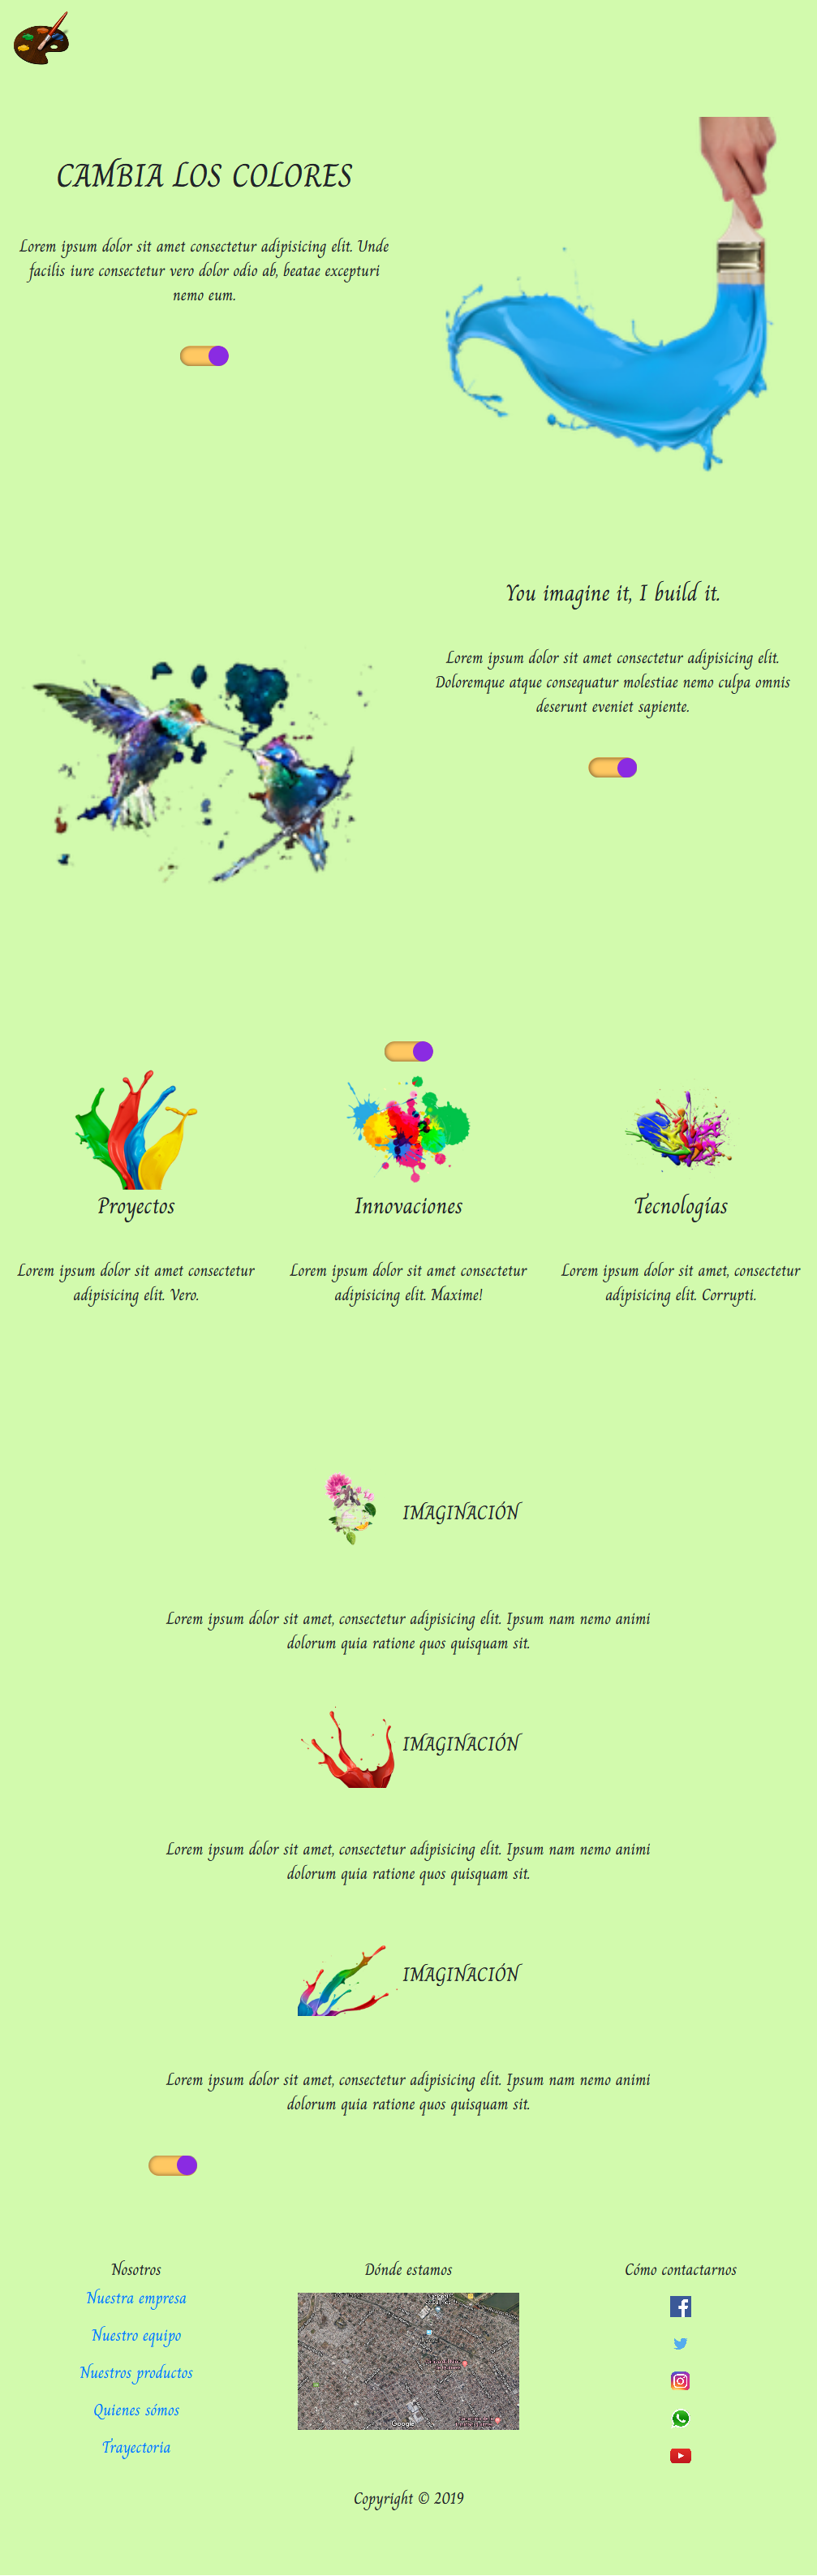 CAMBIA LOS COLORES
Lorem ipsum dolor sit amet consectetur adipisicing elit. Unde
facilis iure consectetur vero dolor odio ab, beatae excepturi
nemo eum.
You imagine it, I build it.
Lorem ipsum dolor sit amet consectetur adipisicing elit.
Doloremque atque consequatur molestiae nemo culpa omnis
deserunt eveniet sapiente.
Proyectos
Lorem ipsum dolor sit amet consectetur
adipisicing elit. Vero.
Innovaciones
Lorem ipsum dolor sit amet consectetur
adipisicing elit. Maxime!
Tecnologías
Lorem ipsum dolor sit amet, consectetur
adipisicing elit. Corrupti.
IMAGINACIÓN
Lorem ipsum dolor sit amet, consectetur adipisicing elit. Ipsum nam nemo animi
dolorum quia ratione quos quisquam sit.
IMAGINACIÓN
Lorem ipsum dolor sit amet, consectetur adipisicing elit. Ipsum nam nemo animi
dolorum quia ratione quos quisquam sit.
IMAGINACIÓN
Lorem ipsum dolor sit amet, consectetur adipisicing elit. Ipsum nam nemo animi
dolorum quia ratione quos quisquam sit.
Nosotros
Nuestra empresa
Nuestro equipo
Nuestros productos
Quienes sómos
Trayectoria
Dónde estamos
Google
Cómo contactarnos
Copyright © 2019